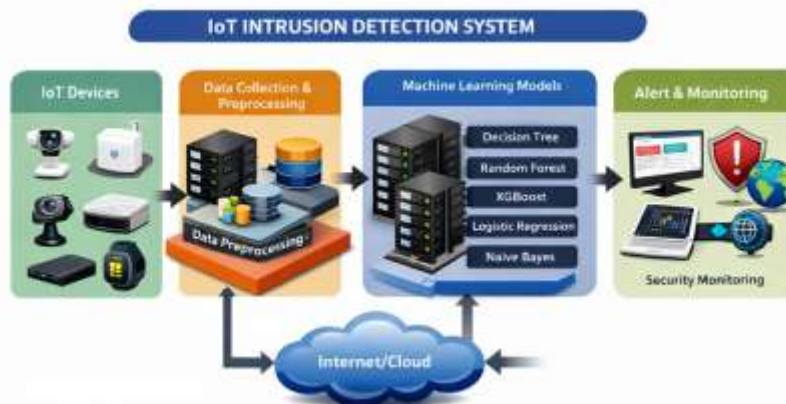 IoT INTRUSION DETECTION SYSTEM
IoT Devices
Data Collection &
Preprocessing
Data Preprocessing
Machine Learning Models
Decision Tree
Random Forest
XGBoost
Logistic Regression
Naive Bayes
Alert & Monitoring
Security Monitoring
Internet/Cloud